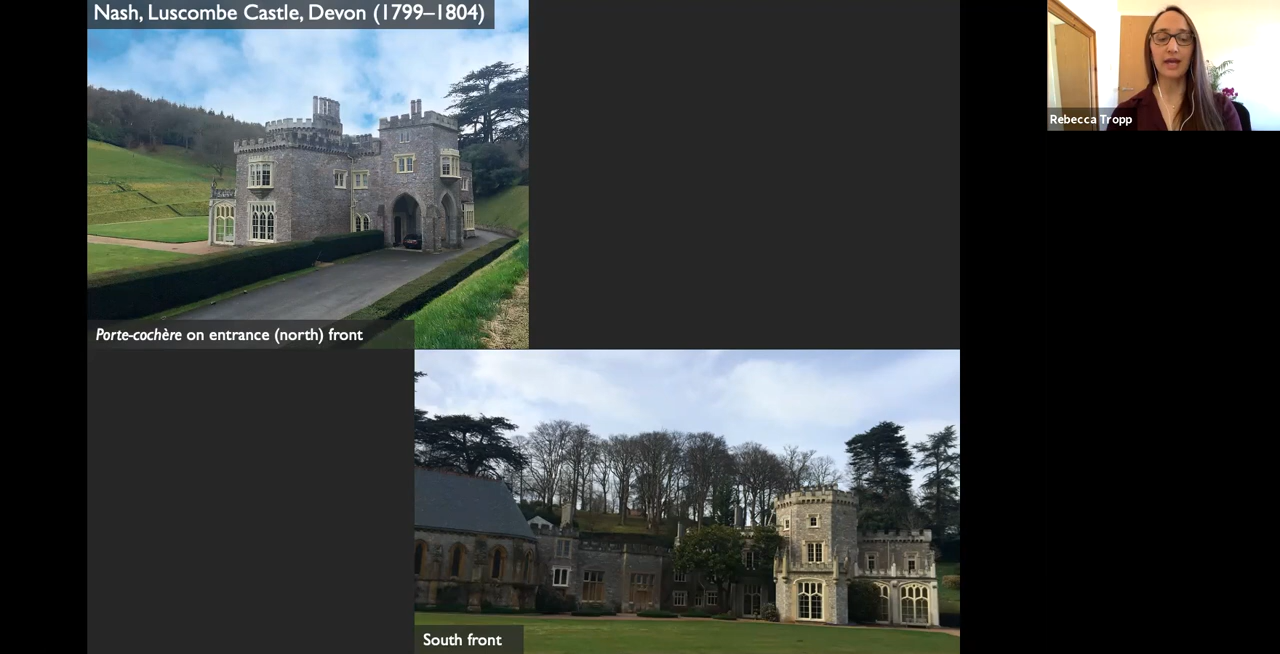 Nash, Luscombe Castle, Devon (1799–1804)
Rebecca Tropp
Porte-cochère on entrance (north) front
South front